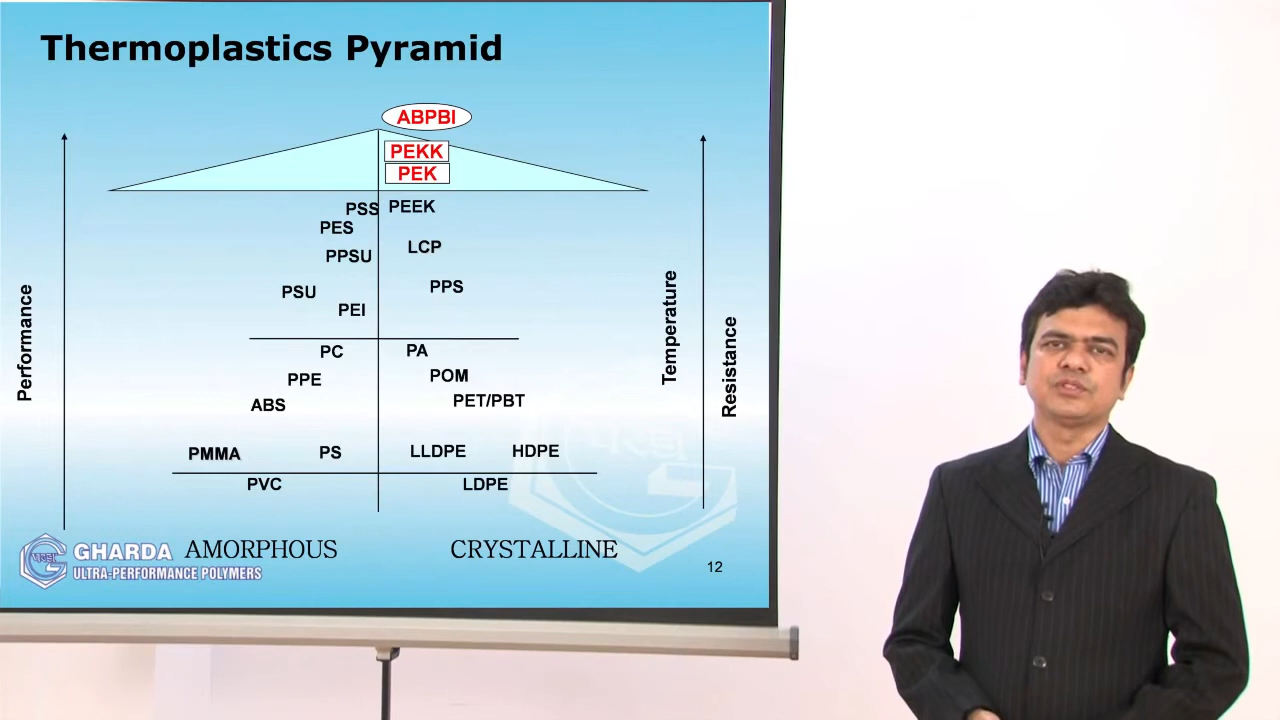 Thermoplastics Pyramid
ABPBI
PEKK
PEK
PSS PEEK
PES
LCP
PPSU
PPS
PSU
PEI
PC PA
PPE POM
ABS PET/PBT
PMMA PS LLDPE HDPE
PVC LDPE
Performance
Temperature
Resistance
AMORPHOUS CRYSTALLINE
GHARDA
ULTRA-PERFORMANCE POLYMERS
12